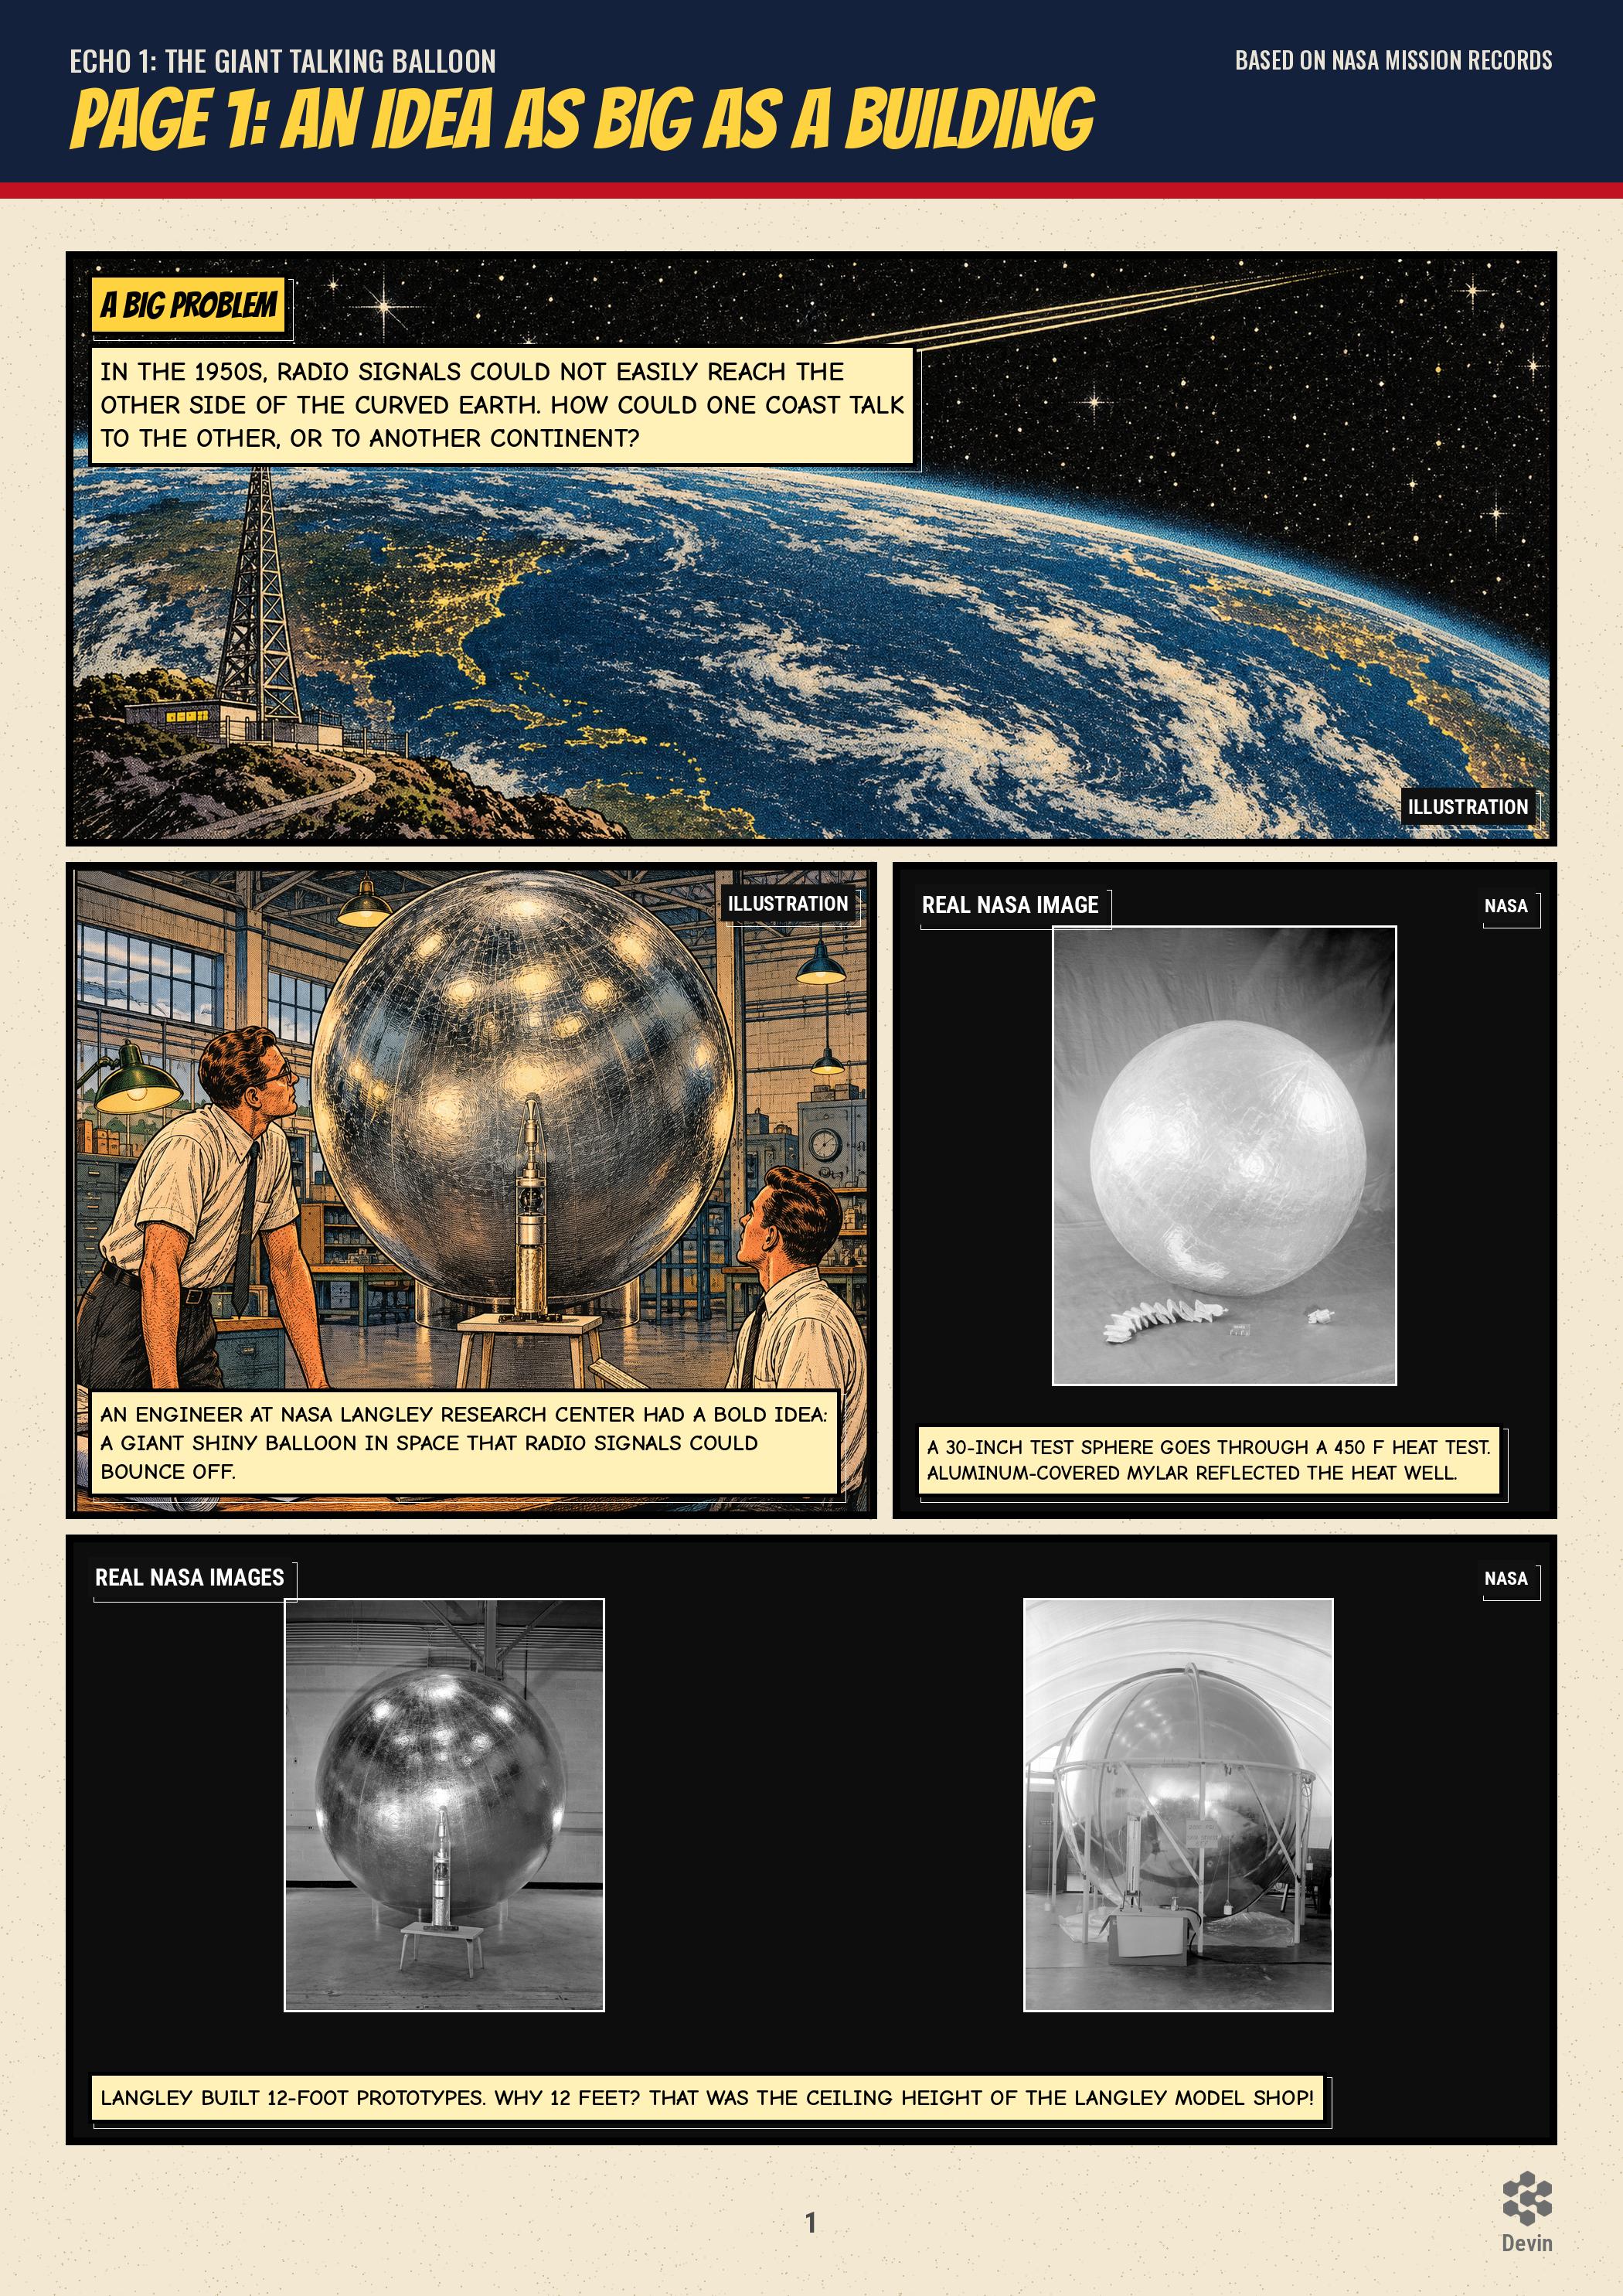 ECHO 1: THE GIANT TALKING BALLOON
BASED ON NASA MISSION RECORDS
PAGE 1: AN IDEA AS BIG AS A BUILDING
A BIG PROBLEM
IN THE 1950S, RADIO SIGNALS COULD NOT EASILY REACH THE
OTHER SIDE OF THE CURVED EARTH. HOW COULD ONE COAST TALK
TO THE OTHER, OR TO ANOTHER CONTINENT?
ILLUSTRATION
ILLUSTRATION
AN ENGINEER AT NASA LANGLEY RESEARCH CENTER HAD A BOLD IDEA:
A GIANT SHINY BALLOON IN SPACE THAT RADIO SIGNALS COULD
BOUNCE OFF.
REAL NASA IMAGE
NASA
A 30-INCH TEST SPHERE GOES THROUGH A 450 F HEAT TEST.
ALUMINUM-COVERED MYLAR REFLECTED THE HEAT WELL.
REAL NASA IMAGES
NASA
LANGLEY BUILT 12-FOOT PROTOTYPES. WHY 12 FEET? THAT WAS THE CEILING HEIGHT OF THE LANGLEY MODEL SHOP!
1
Devin